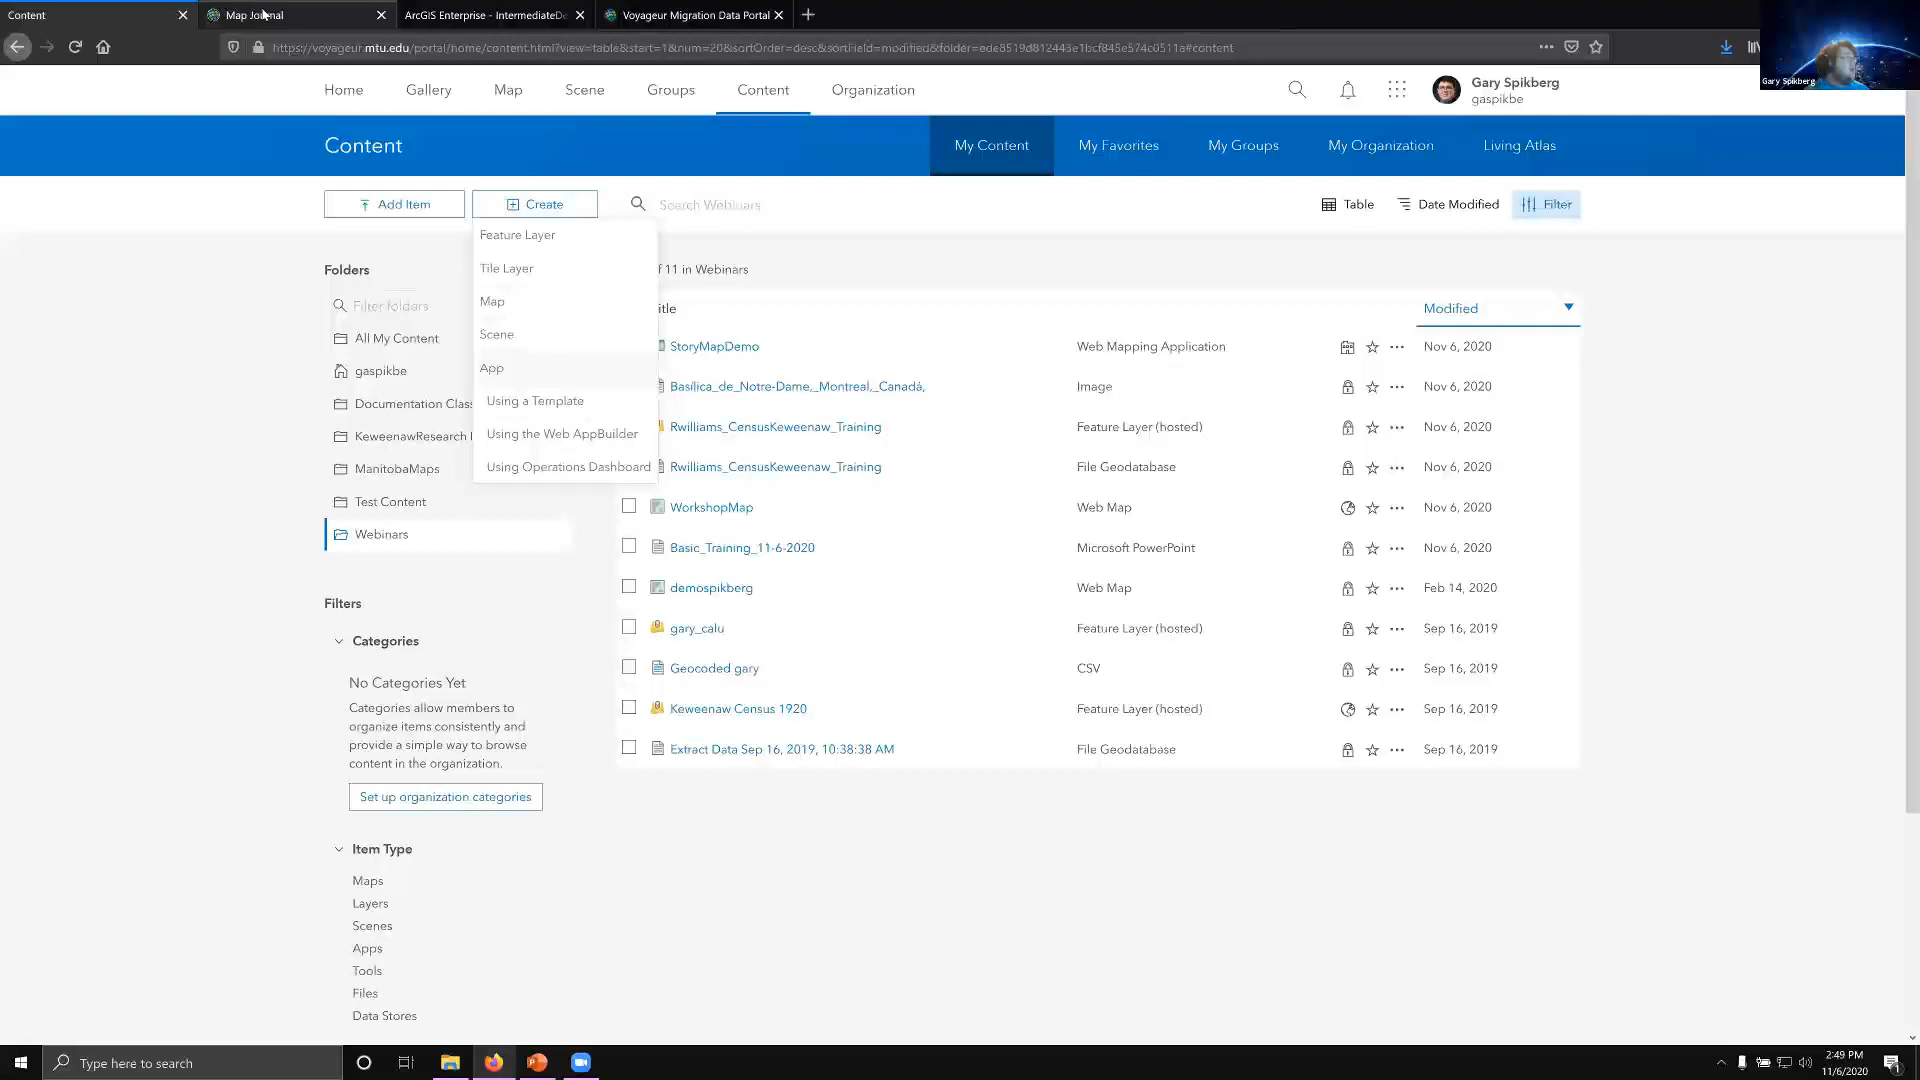 Content
Map Journal
ArcGIS Enterprise - IntermediateDe
Voyageur Migration Data Portal
https://voyageur.mtu.edu/portal/home/content.html?view=table&start=1&num=20&sortOrder=desc&sortField=modified&folder=ede8519d812443e1bcf845e574c0511a#content
Gary Spikberg
Home
Gallery
Map
Scene
Groups
Content
Organization
Gary Spikberg
gaspikbe
Content
My Content
My Favorites
My Groups
My Organization
Living Atlas
Add Item
Create
Search Webinars
Table
Date Modified
Filter
Feature Layer
Tile Layer
Map
Scene
App
Using a Template
Using the Web AppBuilder
Using Operations Dashboard
Folders
Filter folders
All My Content
gaspikbe
Documentation Clas
KeweenawResearch
ManitobaMaps
Test Content
Webinars
f 11 in Webinars
itle
Modified
StoryMapDemo Web Mapping Application Nov 6, 2020
Basílica_de_Notre-Dame,_Montreal,_Canadá, Image Nov 6, 2020
Rwilliams_CensusKeweenaw_Training Feature Layer (hosted) Nov 6, 2020
Rwilliams_CensusKeweenaw_Training File Geodatabase Nov 6, 2020
WorkshopMap Web Map Nov 6, 2020
Basic_Training_11-6-2020 Microsoft PowerPoint Nov 6, 2020
demospikberg Web Map Feb 14, 2020
gary_calu Feature Layer (hosted) Sep 16, 2019
Geocoded gary CSV Sep 16, 2019
Keweenaw Census 1920 Feature Layer (hosted) Sep 16, 2019
Extract Data Sep 16, 2019, 10:38:38 AM File Geodatabase Sep 16, 2019
Filters
Categories
No Categories Yet
Categories allow members to
organize items consistently and
provide a simple way to browse
content in the organization.
Set up organization categories
Item Type
Maps
Layers
Scenes
Apps
Tools
Files
Data Stores
Type here to search
2:49 PM
11/6/2020
1